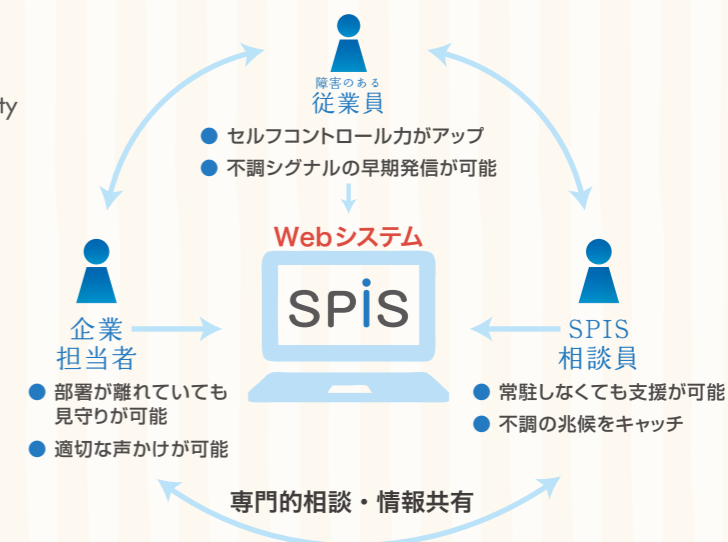 ty
障害のある
従業員
● セルフコントロール力がアップ
● 不調シグナルの早期発信が可能
Webシステム
SPiS
企業
担当者
● 部署が離れていても
見守りが可能
● 適切な声かけが可能
SPIS
相談員
● 常駐しなくても支援が可能
● 不調の兆候をキャッチ
専門的相談・情報共有